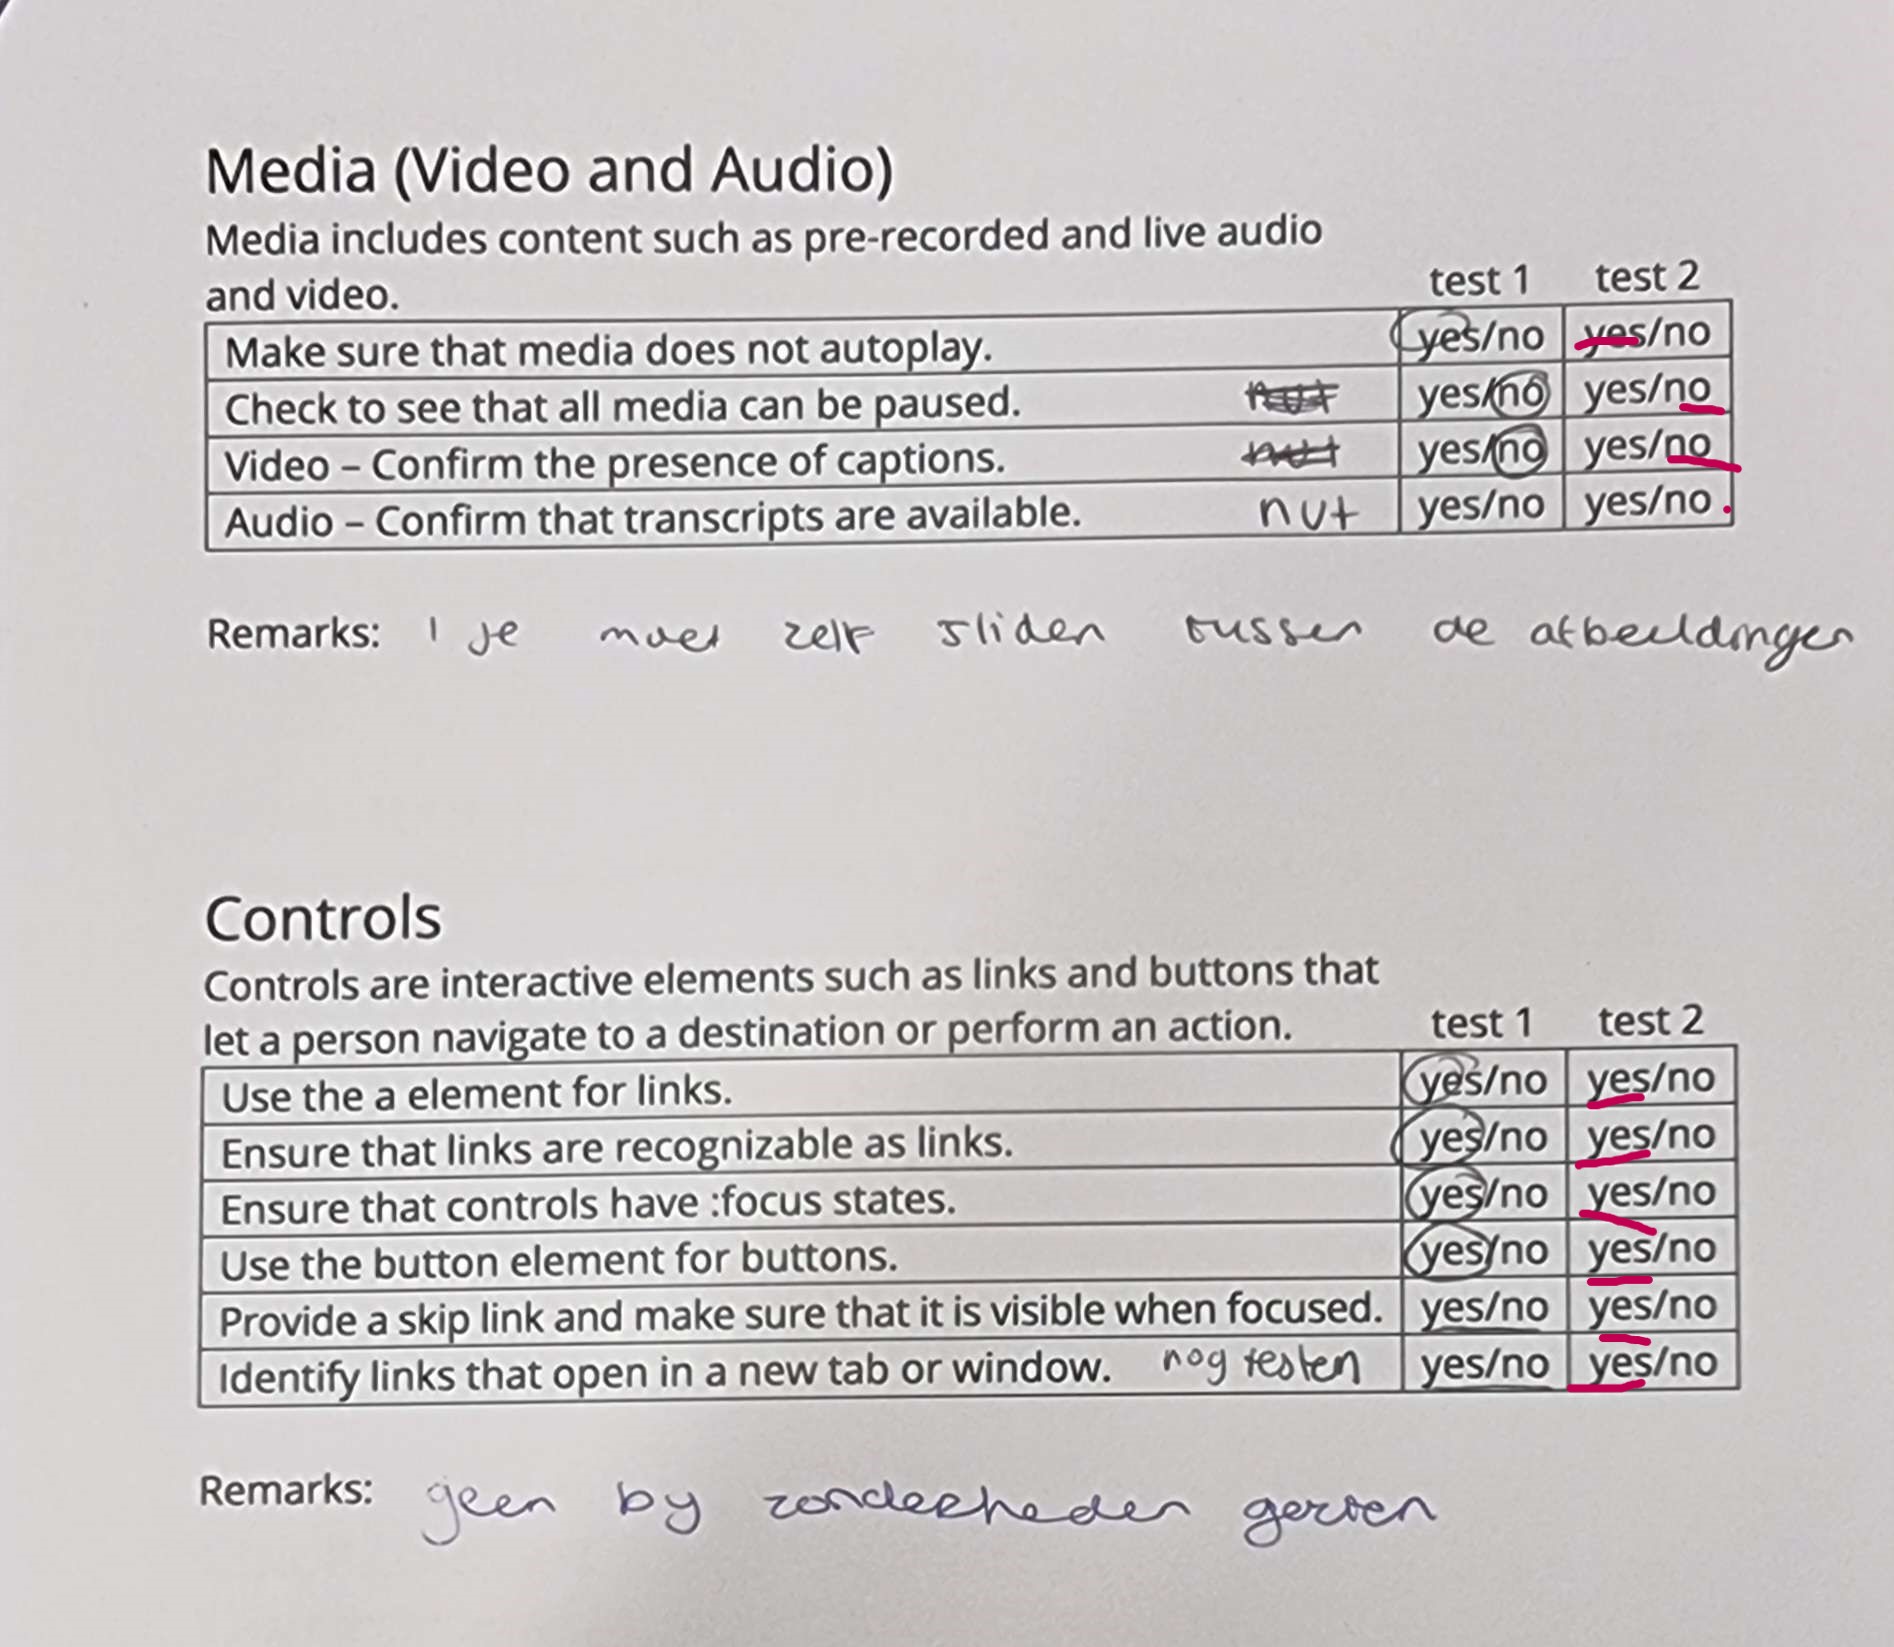 Media (Video and Audio)
Media includes content such as pre-recorded and live audio
and video. test 1 test 2
Make sure that media does not autoplay. yes/no yes/no
Check to see that all media can be paused. yes/no yes/no
Video – Confirm the presence of captions. yes/no yes/no
Audio – Confirm that transcripts are available. nvt yes/no yes/no
Remarks: 1 je moet zelf sliden tussen de afbeeldingen
Controls
Controls are interactive elements such as links and buttons that
let a person navigate to a destination or perform an action. test 1 test 2
Use the a element for links. yes/no yes/no
Ensure that links are recognizable as links. yes/no yes/no
Ensure that controls have :focus states. yes/no yes/no
Use the button element for buttons. yes/no yes/no
Provide a skip link and make sure that it is visible when focused. yes/no yes/no
Identify links that open in a new tab or window. nog testen yes/no yes/no
Remarks: geen by zonderheden